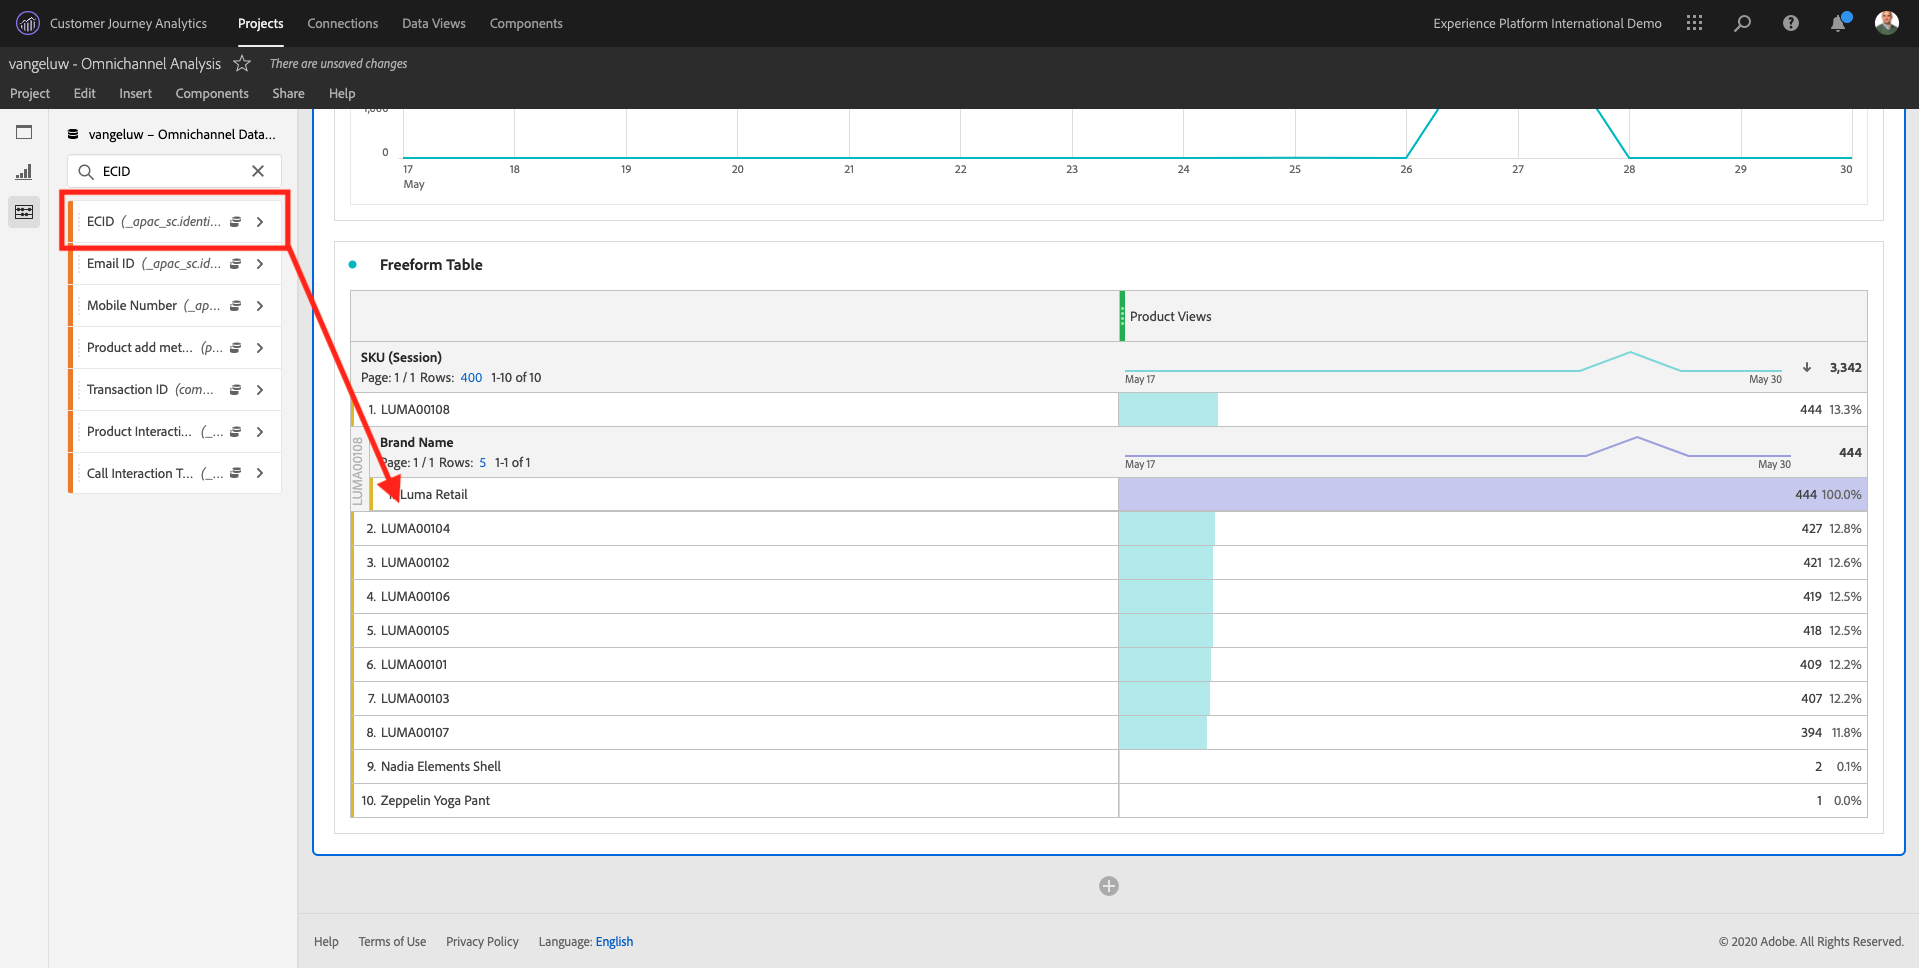 Customer Journey Analytics Projects Connections Data Views Components Experience Platform International Demo
vangeluw - Omnichannel Analysis There are unsaved changes
Project Edit Insert Components Share Help
vangeluw – Omnichannel Data...
ECID
ECID (_apac_sc.identi...
Email ID (_apac_sc.id...
Mobile Number (_ap...
Product add met... (p...
Transaction ID (com...
Product Interacti... (_...
Call Interaction T... (_...
1,000
0
17 18 19 20 21 22 23 24 25 26 27 28 29 30
May
Freeform Table
Product Views
SKU (Session)
Page: 1 / 1 Rows: 400 1-10 of 10
May 17 May 30 3,342
1. LUMA00108 444 13.3%
LUMA00108
Brand Name
Page: 1 / 1 Rows: 5 1-1 of 1
May 17 May 30 444
1. Luma Retail 444 100.0%
2. LUMA00104 427 12.8%
3. LUMA00102 421 12.6%
4. LUMA00106 419 12.5%
5. LUMA00105 418 12.5%
6. LUMA00101 409 12.2%
7. LUMA00103 407 12.2%
8. LUMA00107 394 11.8%
9. Nadia Elements Shell 2 0.1%
10. Zeppelin Yoga Pant 1 0.0%
Help Terms of Use Privacy Policy Language: English © 2020 Adobe. All Rights Reserved.